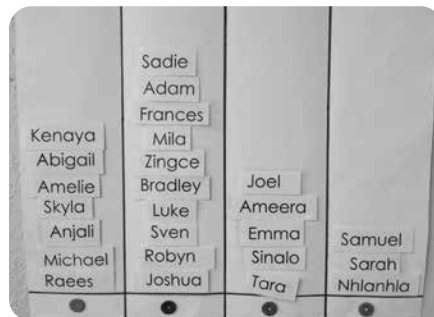 Kenaya
Abigail
Amelie
Skyla
Anjali
Michael
Raees
Sadie
Adam
Frances
Mila
Zingce
Bradley
Luke
Sven
Robyn
Joshua
Joel
Ameera
Emma
Sinalo
Tara
Samuel
Sarah
Nhlanhla